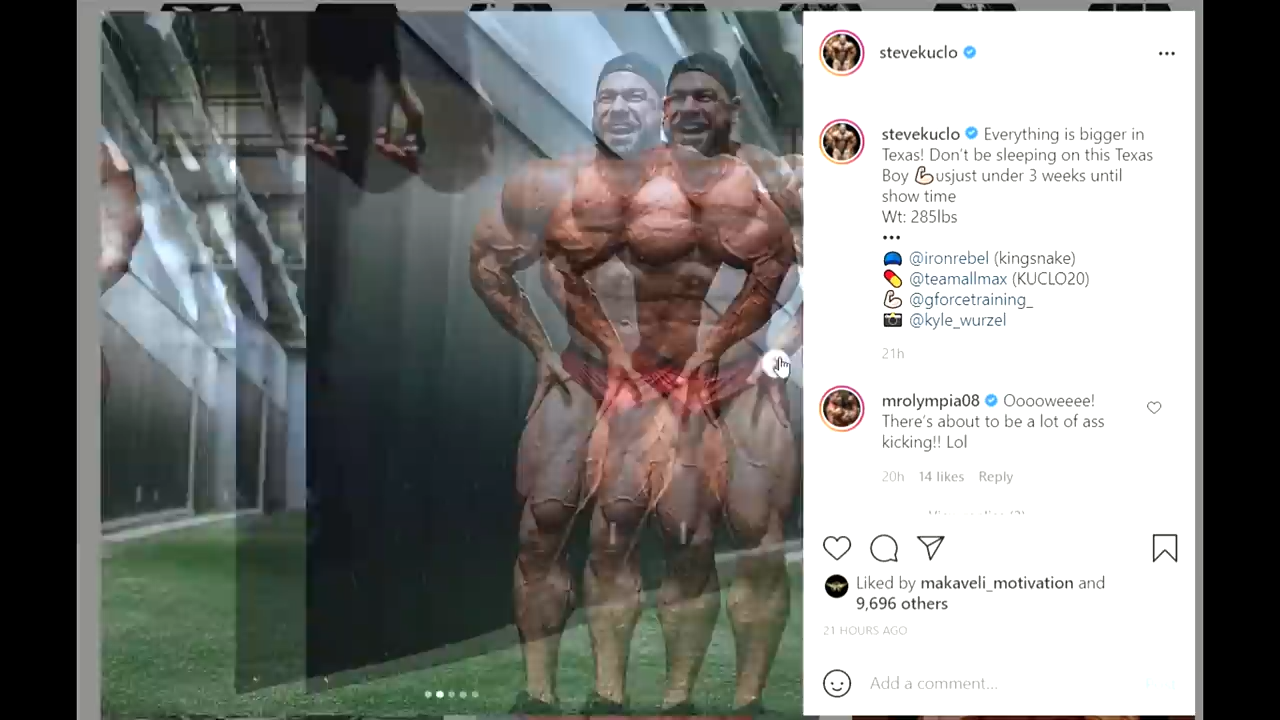 stevekuclo
stevekuclo Everything is bigger in
Texas! Don't be sleeping on this Texas
Boy 💪🏻usjust under 3 weeks until
show time
Wt: 285lbs
•••
🧢 @ironrebel (kingsnake)
💊 @teamallmax (KUCLO20)
💪🏻 @gforcetraining_
📸 @kyle_wurzel
21h
mrolympia08 Ooooweeee!
There's about to be a lot of ass
kicking!! Lol
20h 14 likes Reply
Liked by makaveli_motivation and
9,696 others
21 HOURS AGO
Add a comment...